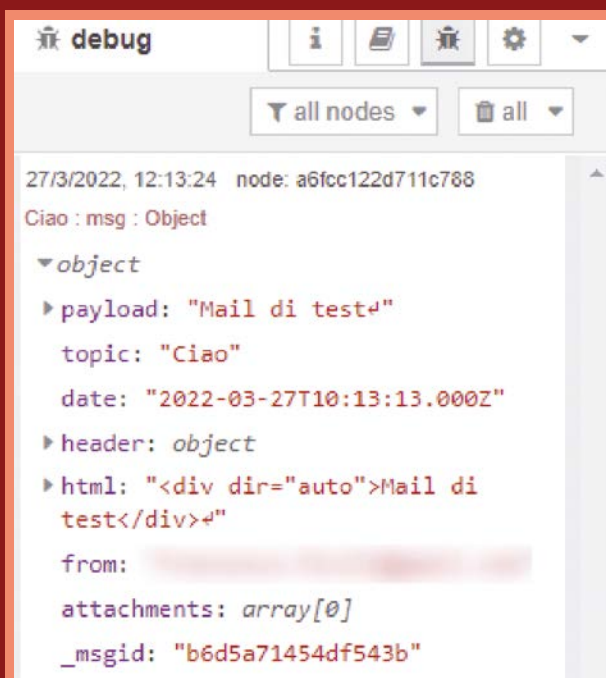 debug
all nodes
all
27/3/2022, 12:13:24 node: a6fcc122d711c788
Ciao : msg : Object
object
payload: "Mail di test↵"
topic: "Ciao"
date: "2022-03-27T10:13:13.000Z"
header: object
html: "<div dir="auto">Mail di
test</div>↵"
from:
attachments: array[0]
_msgid: "b6d5a71454df543b"